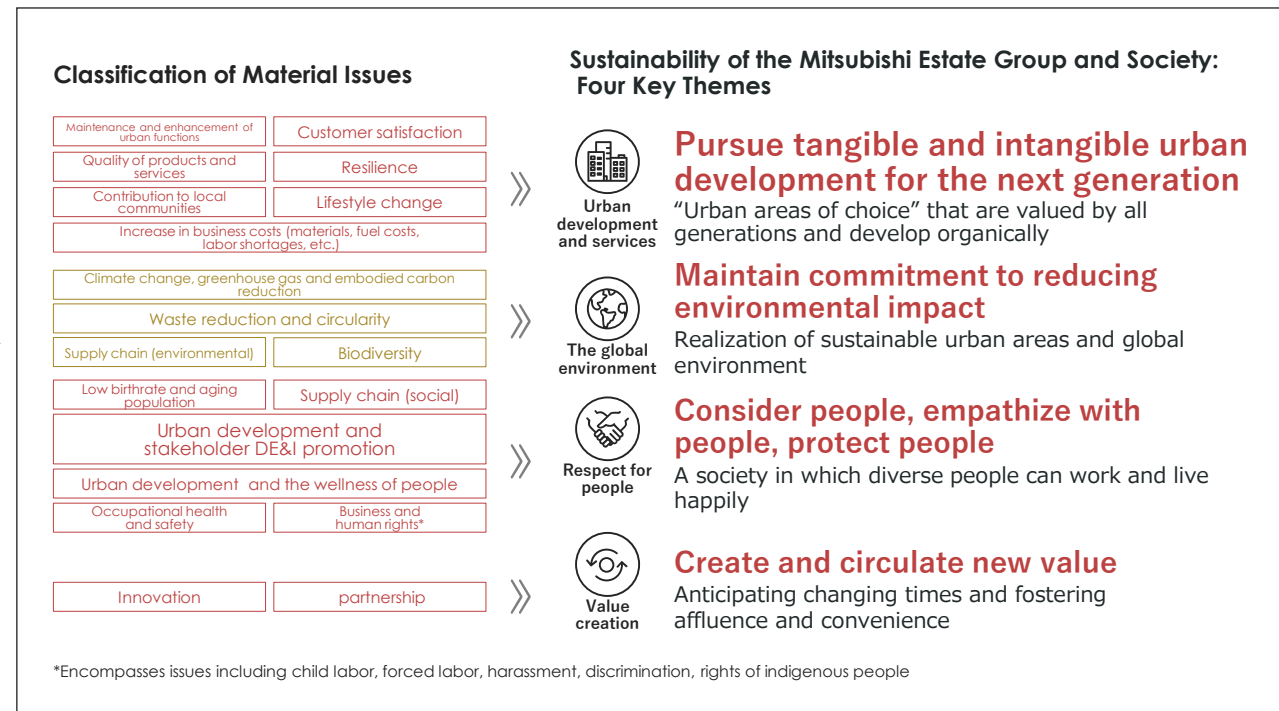 Classification of Material Issues
Maintenance and enhancement of
urban functions
Customer satisfaction
Quality of products and
services
Resilience
Contribution to local
communities
Lifestyle change
Increase in business costs (materials, fuel costs,
labor shortages, etc.)
Climate change, greenhouse gas and embodied carbon
reduction
Waste reduction and circularity
Supply chain (environmental)
Biodiversity
Low birthrate and aging
population
Supply chain (social)
Urban development and
stakeholder DE&I promotion
Urban development and the wellness of people
Occupational health
and safety
Business and
human rights*
Innovation
partnership
Sustainability of the Mitsubishi Estate Group and Society:
Four Key Themes
Urban
development
and services
Pursue tangible and intangible urban
development for the next generation
“Urban areas of choice” that are valued by all
generations and develop organically
The global
environment
Maintain commitment to reducing
environmental impact
Realization of sustainable urban areas and global
environment
Respect for
people
Consider people, empathize with
people, protect people
A society in which diverse people can work and live
happily
Value
creation
Create and circulate new value
Anticipating changing times and fostering
affluence and convenience
*Encompasses issues including child labor, forced labor, harassment, discrimination, rights of indigenous people